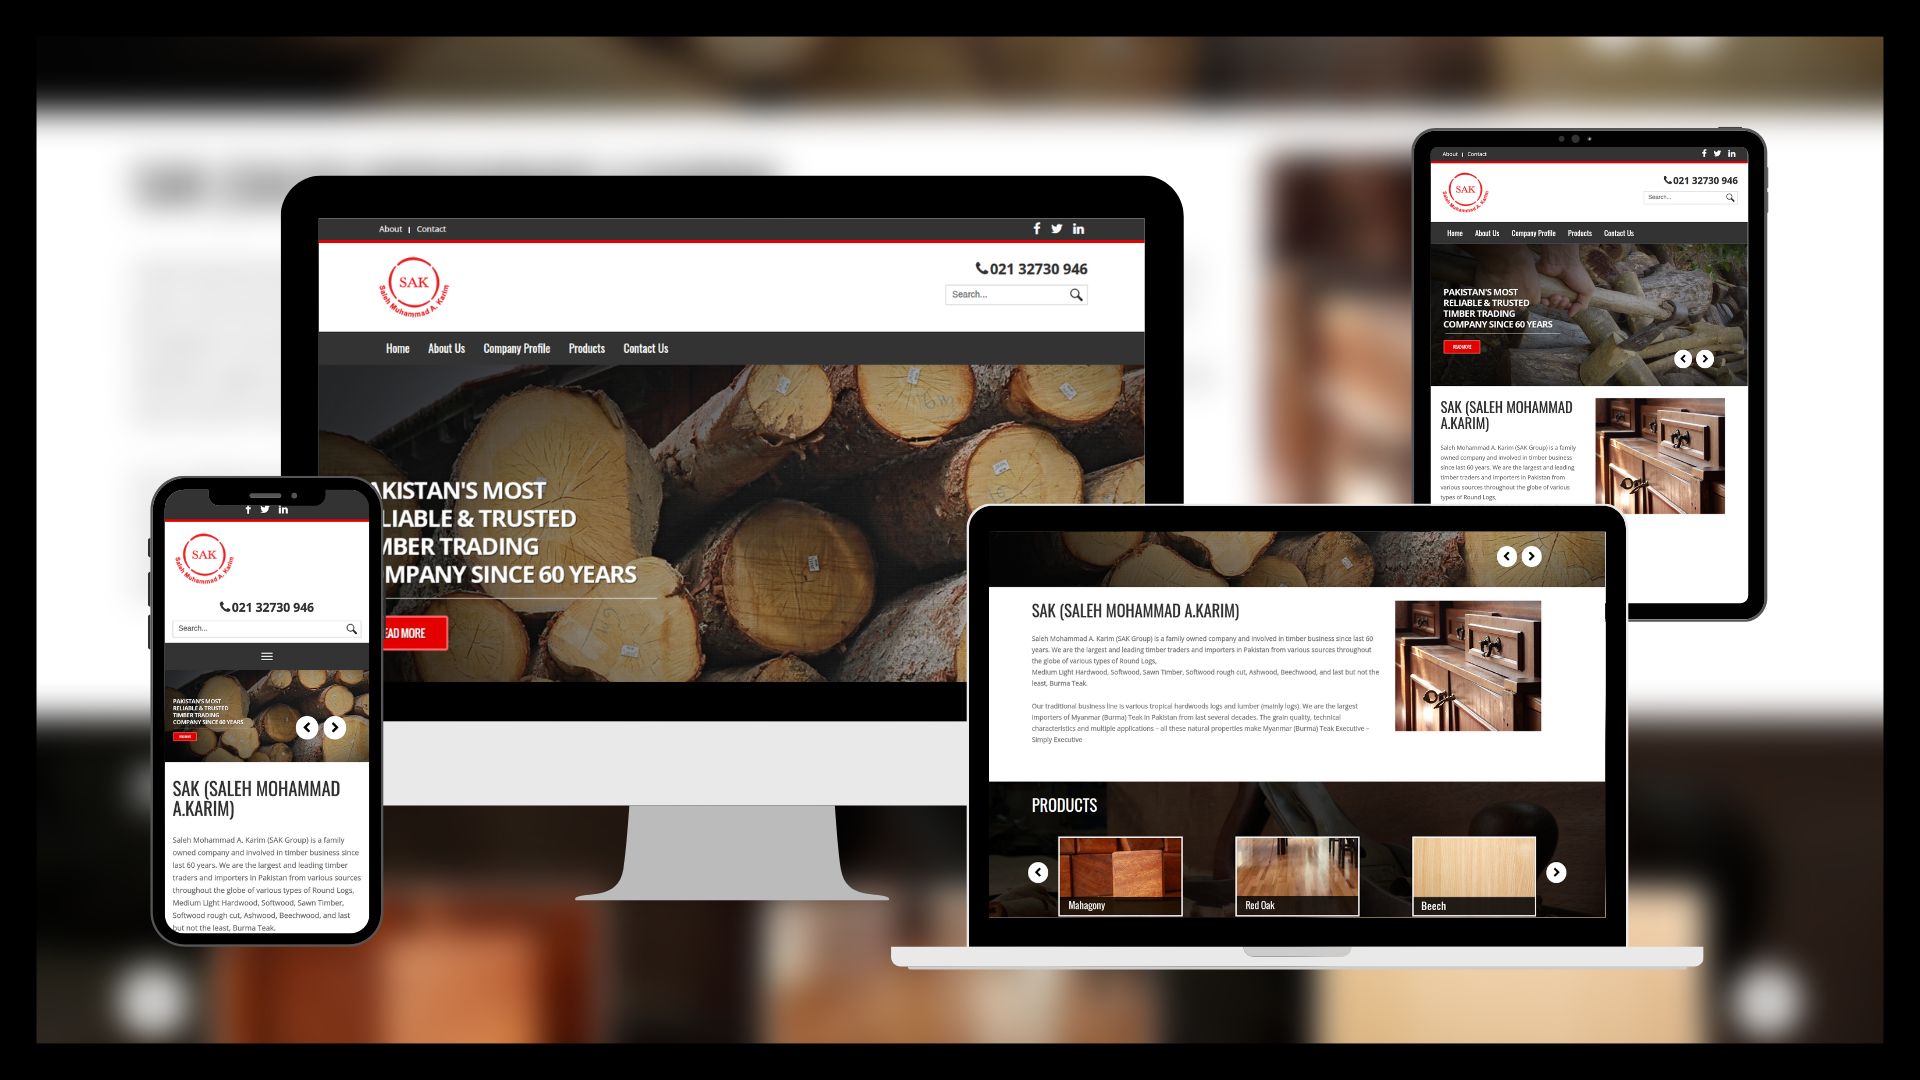 About | Contact
SAK
Saleh Muhammad A. Karim
021 32730 946
Search...
Home About Us Company Profile Products Contact Us
AKISTAN'S MOST
LIABLE & TRUSTED
MBER TRADING
MPANY SINCE 60 YEARS
EAD MORE
About | Contact
SAK
Saleh Muhammad A. Karim
021 32730 946
Search...
Home About Us Company Profile Products Contact Us
PAKISTAN'S MOST
RELIABLE & TRUSTED
TIMBER TRADING
COMPANY SINCE 60 YEARS
READ MORE
SAK (SALEH MOHAMMAD
A.KARIM)
Saleh Mohammad A. Karim (SAK Group) is a family
owned company and involved in timber business
since last 60 years. We are the largest and leading
timber traders and importers in Pakistan from
various sources throughout the globe of various
types of Round Logs,
SAK
Saleh Muhammad A. Karim
021 32730 946
Search...
PAKISTAN'S MOST
RELIABLE & TRUSTED
TIMBER TRADING
COMPANY SINCE 60 YEARS
READ MORE
SAK (SALEH MOHAMMAD
A.KARIM)
Saleh Mohammad A. Karim (SAK Group) is a family
owned company and involved in timber business since
last 60 years. We are the largest and leading timber
traders and importers in Pakistan from various sources
throughout the globe of various types of Round Logs,
Medium Light Hardwood, Softwood, Sawn Timber,
Softwood rough cut, Ashwood, Beechwood, and last
but not the least, Burma Teak.
SAK (SALEH MOHAMMAD A.KARIM)
Saleh Mohammad A. Karim (SAK Group) is a family owned company and involved in timber business since last 60
years. We are the largest and leading timber traders and importers in Pakistan from various sources throughout
the globe of various types of Round Logs,
Medium Light Hardwood, Softwood, Sawn Timber, Softwood rough cut, Ashwood, Beechwood, and last but not the
least, Burma Teak.
Our traditional business line is various tropical hardwoods logs and lumber (mainly logs). We are the largest
importers of Myanmar (Burma) Teak in Pakistan from last several decades. The grain quality, technical
characteristics and multiple applications – all these natural properties make Myanmar (Burma) Teak Executive –
Simply Executive
PRODUCTS
Mahagony
Red Oak
Beech